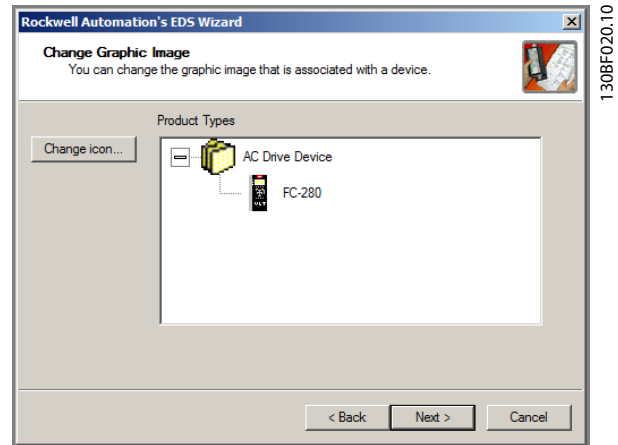 Rockwell Automation's EDS Wizard
Change Graphic Image
You can change the graphic image that is associated with a device.
Product Types
Change icon...
AC Drive Device
FC-280
VLT
< Back
Next >
Cancel
130BF020.10